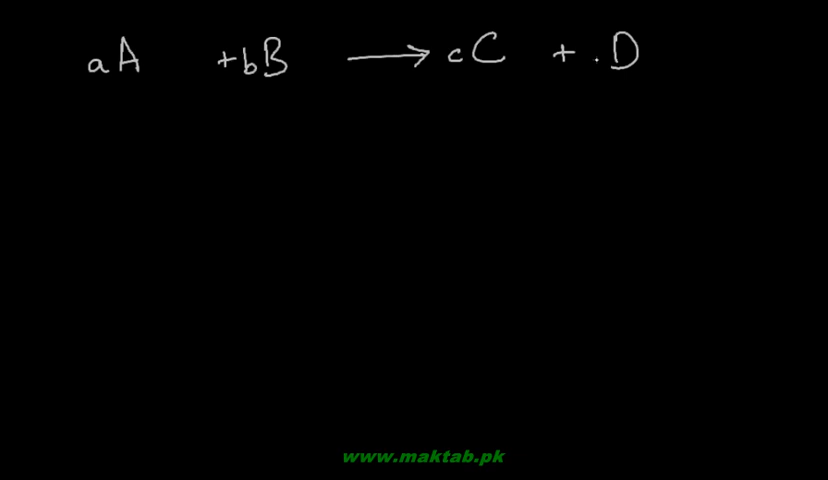 aA + bB → cC + .D
www.maktab.pk